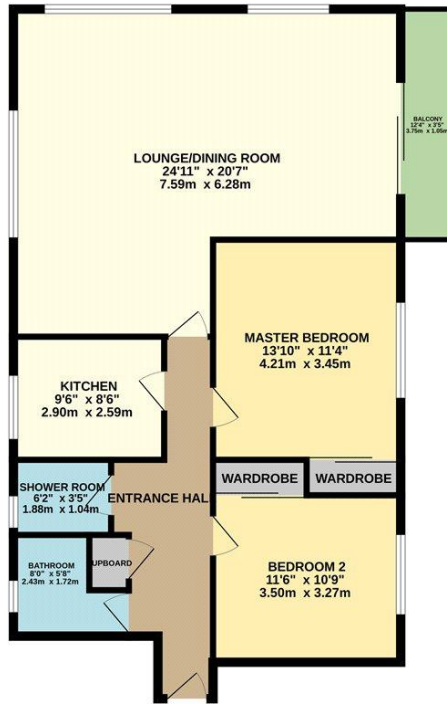 BALCONY
12'4" x 3'5"
3.75m x 1.05m
LOUNGE/DINING ROOM
24'11" x 20'7"
7.59m x 6.28m
MASTER BEDROOM
13'10" x 11'4"
4.21m x 3.45m
KITCHEN
9'6" x 8'6"
2.90m x 2.59m
WARDROBE
WARDROBE
SHOWER ROOM
6'2" x 3'5"
1.88m x 1.04m
ENTRANCE HAL
UPBOARD
BATHROOM
8'0" x 5'8"
2.43m x 1.72m
BEDROOM 2
11'6" x 10'9"
3.50m x 3.27m